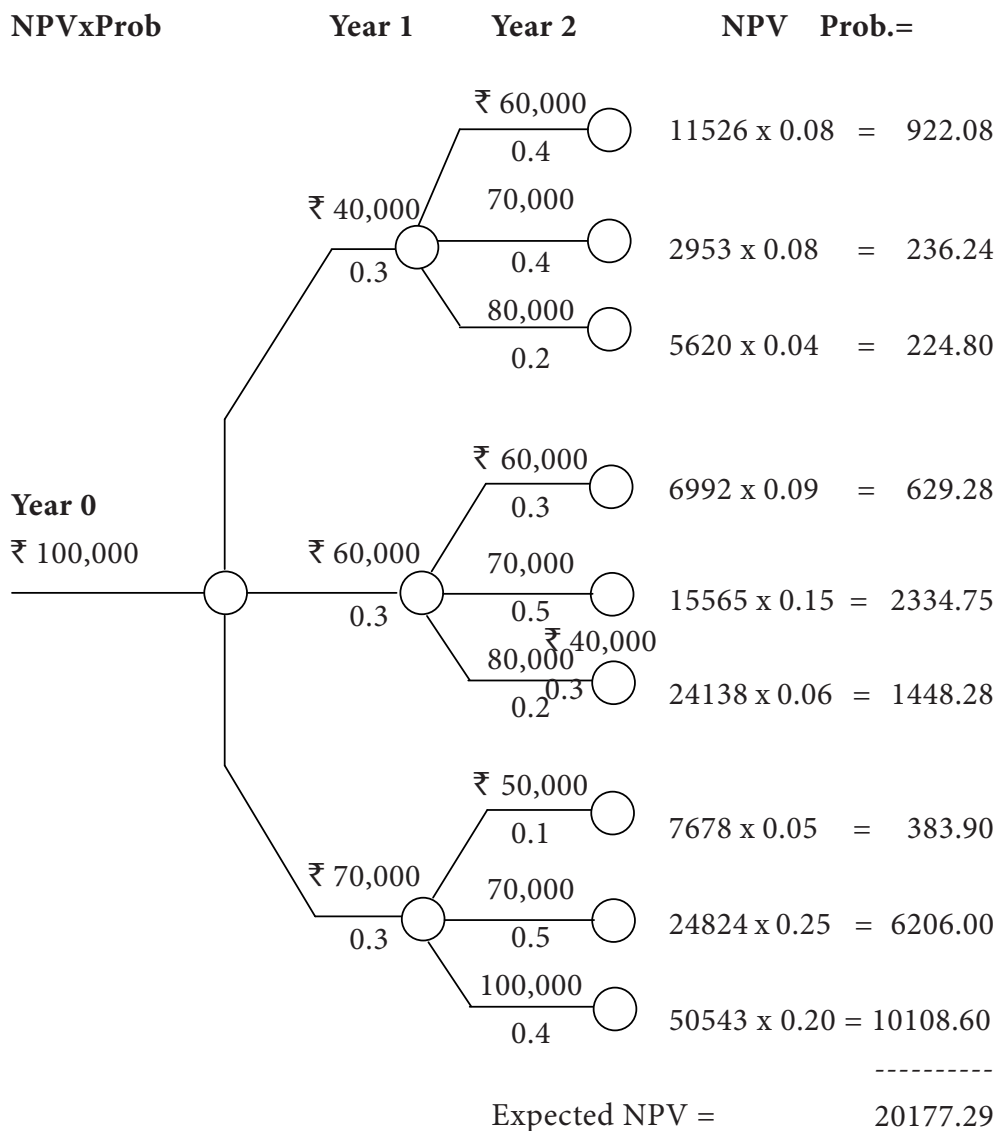 NPVxProb Year 1 Year 2 NPV Prob.=
₹ 60,000
0.4
11526 x 0.08 = 922.08
₹ 40,000
0.3
70,000
0.4
2953 x 0.08 = 236.24
80,000
0.2
5620 x 0.04 = 224.80
Year 0
₹ 100,000
₹ 60,000
0.3
6992 x 0.09 = 629.28
₹ 60,000
0.3
70,000
0.5
15565 x 0.15 = 2334.75
₹ 40,000
0.3
80,000
0.2
24138 x 0.06 = 1448.28
₹ 50,000
0.1
7678 x 0.05 = 383.90
₹ 70,000
0.3
70,000
0.5
24824 x 0.25 = 6206.00
100,000
0.4
50543 x 0.20 = 10108.60
----------
Expected NPV = 20177.29